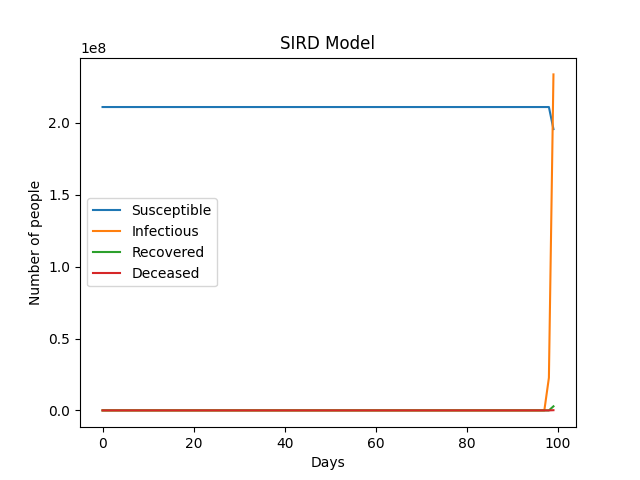 SIRD Model
1e8
2.0
1.5
1.0
0.5
0.0
Number of people
Susceptible
Infectious
Recovered
Deceased
0 20 40 60 80 100
Days